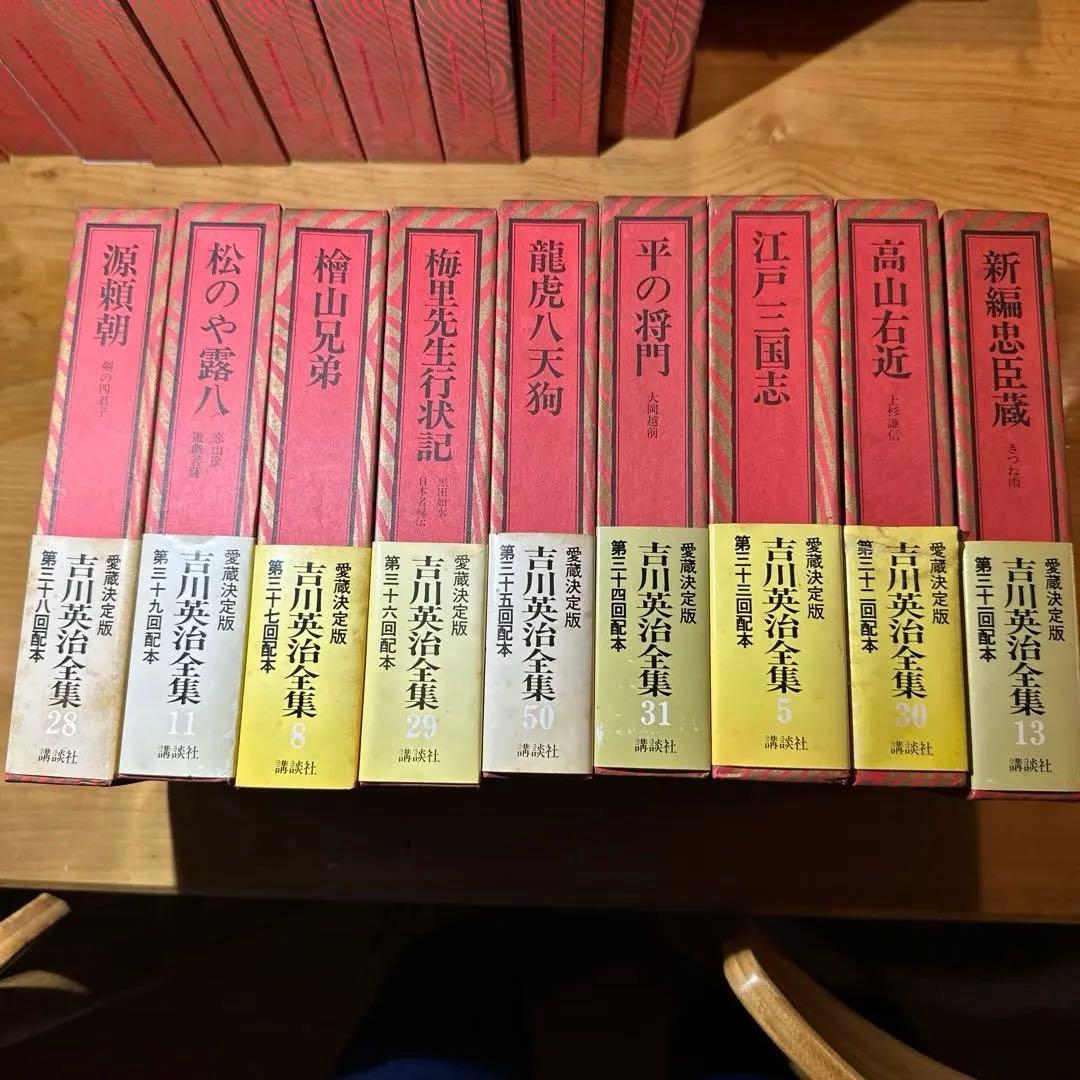 源頼朝
剣の四君子
愛蔵決定版
吉川英治全集
28
第三十八回配本
講談社
松のや露八
恋山彦
遊戯菩薩
愛蔵決定版
吉川英治全集
11
第三十九回配本
講談社
檜山兄弟
愛蔵決定版
吉川英治全集
8
第三十七回配本
講談社
梅里先生行状記
黒田如水
日本名婦伝
愛蔵決定版
吉川英治全集
29
第三十六回配本
講談社
龍虎八天狗
愛蔵決定版
吉川英治全集
50
第三十五回配本
講談社
平の将門
大岡越前
愛蔵決定版
吉川英治全集
31
第三十四回配本
講談社
江戸三国志
愛蔵決定版
吉川英治全集
5
第三十三回配本
講談社
高山右近
上杉謙信
愛蔵決定版
吉川英治全集
30
第三十二回配本
講談社
新編忠臣蔵
きつね雨
愛蔵決定版
吉川英治全集
13
第三十一回配本
講談社